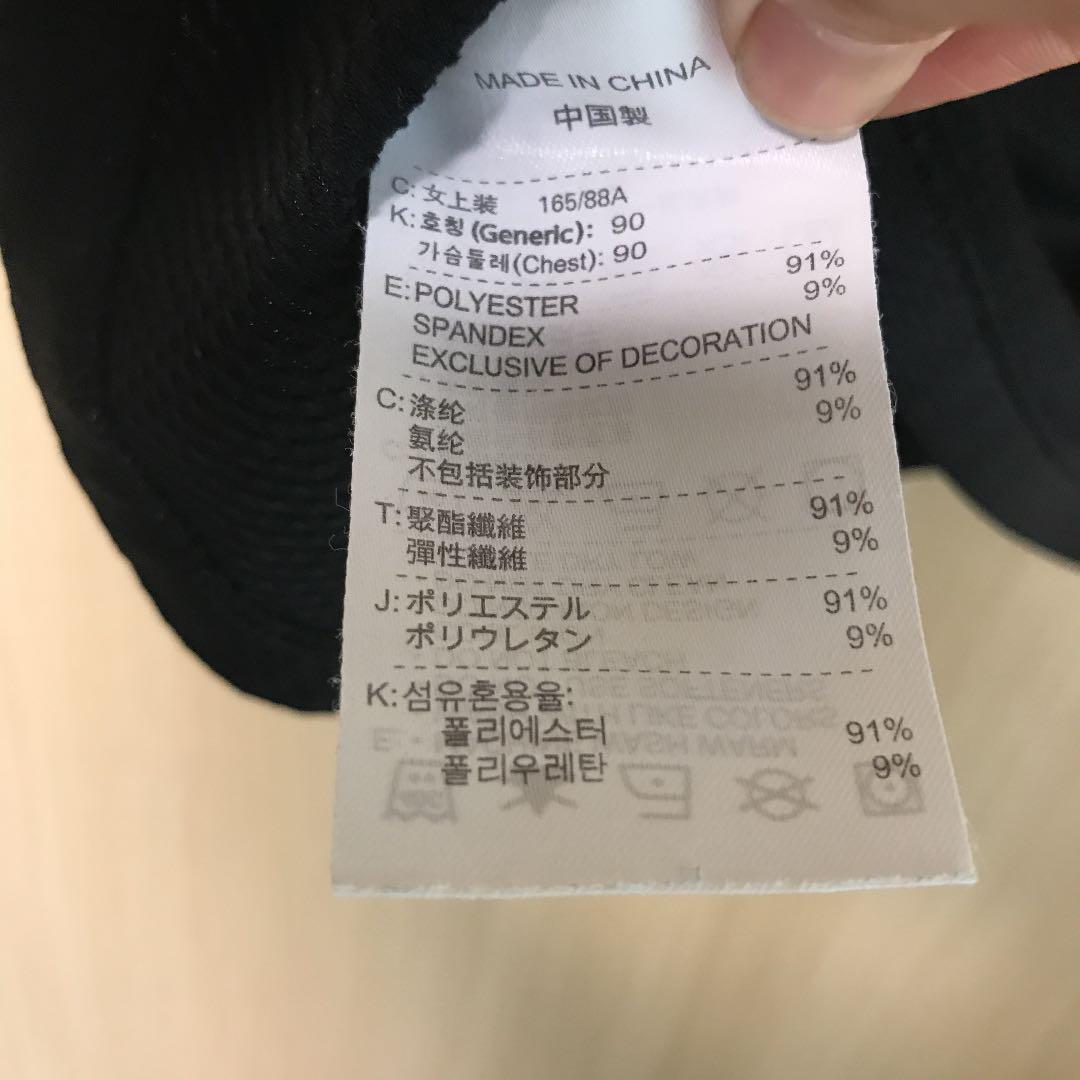 MADE IN CHINA
中国製
C: 女上装 165/88A
K: 호칭 (Generic): 90
가슴둘레(Chest): 90
E: POLYESTER 91%
SPANDEX 9%
EXCLUSIVE OF DECORATION
C: 涤纶 91%
氨纶 9%
不包括装饰部分
T: 聚酯纖維 91%
彈性纖維 9%
J: ポリエステル 91%
ポリウレタン 9%
K: 섬유혼용율:
폴리에스터 91%
폴리우레탄 9%